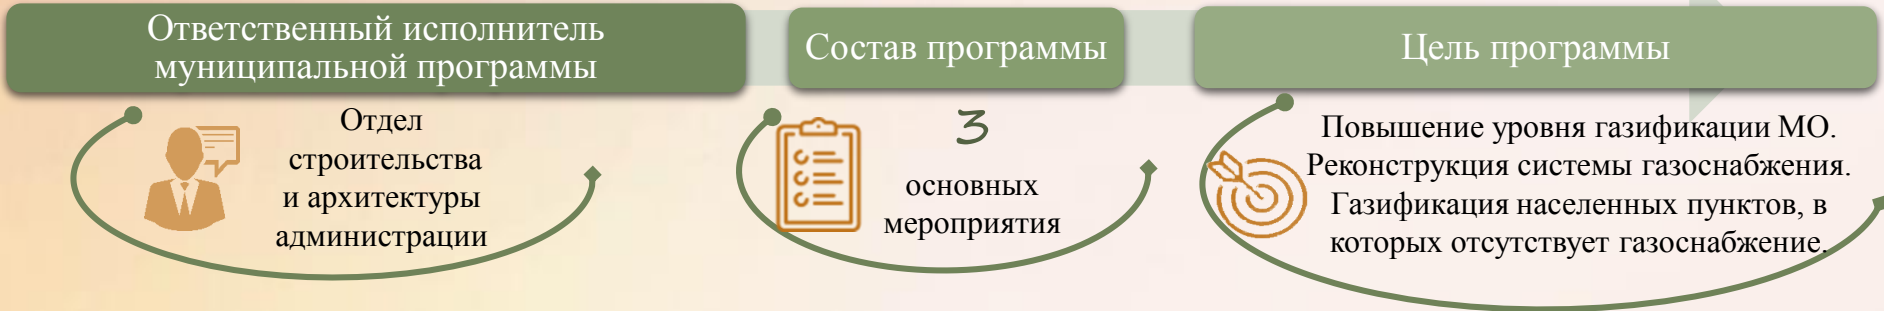 Ответственный исполнитель
муниципальной программы
Отдел
строительства
и архитектуры
администрации
Состав программы
3
основных
мероприятия
Цель программы
Повышение уровня газификации МО.
Реконструкция системы газоснабжения.
Газификация населенных пунктов, в
которых отсутствует газоснабжение.